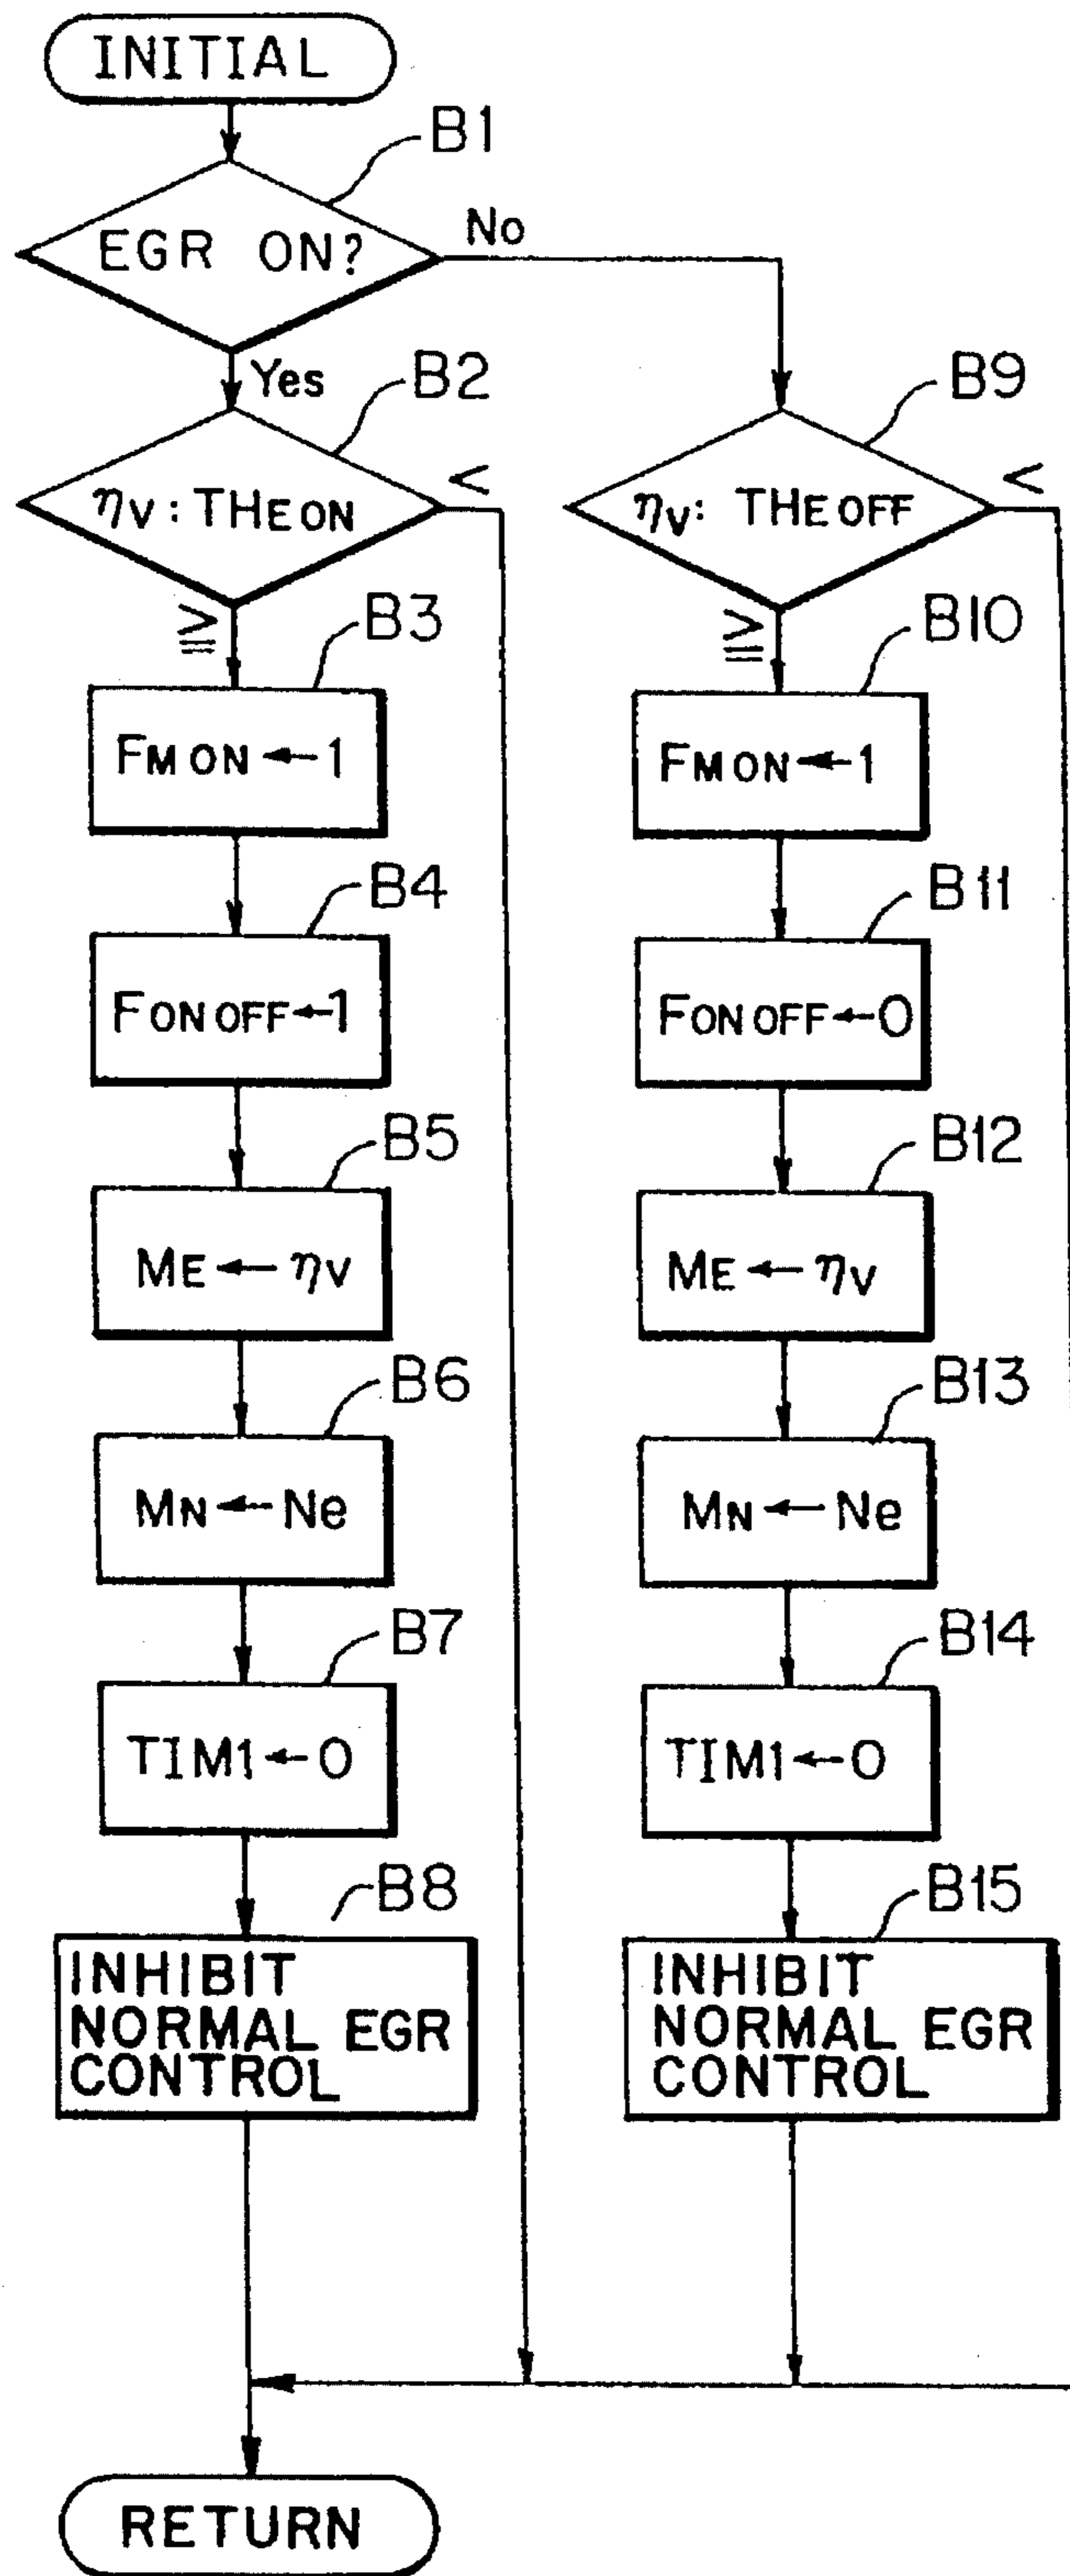 INITIAL
B1
EGR ON?
No
Yes
B2
ηV : THEON
<
≧
B3
FMON←1
B4
FONOFF←1
B5
ME←ηV
B6
MN←Ne
B7
TIM1←0
B8
INHIBIT
NORMAL EGR
CONTROL
B9
ηV : THEOFF
<
≧
B10
FMON←1
B11
FONOFF←0
B12
ME←ηV
B13
MN←Ne
B14
TIM1←0
B15
INHIBIT
NORMAL EGR
CONTROL
RETURN